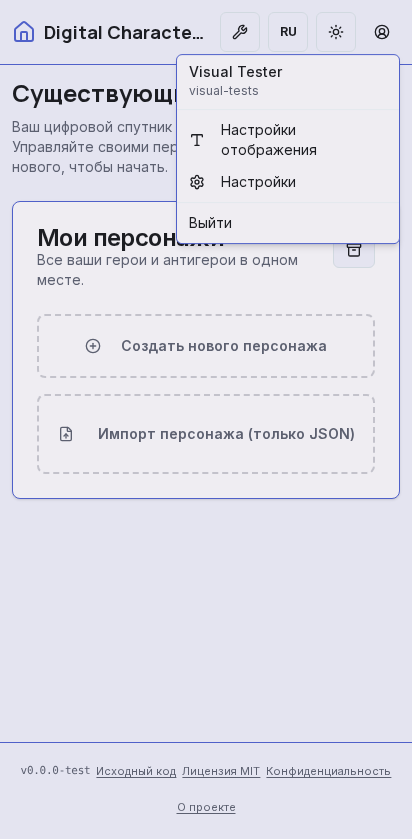 Digital Characte…
RU
Visual Tester
visual-tests
Настройки
отображения
Настройки
Выйти
Ваш цифровой спутник
Управляйте своими
нового, чтобы начать.
Мои персонажи
Все ваши герои и антигерои в одном
месте.
Создать нового персонажа
Импорт персонажа (только JSON)
v0.0.0-test Исходный код Лицензия MIT Конфиденциальность
О проекте